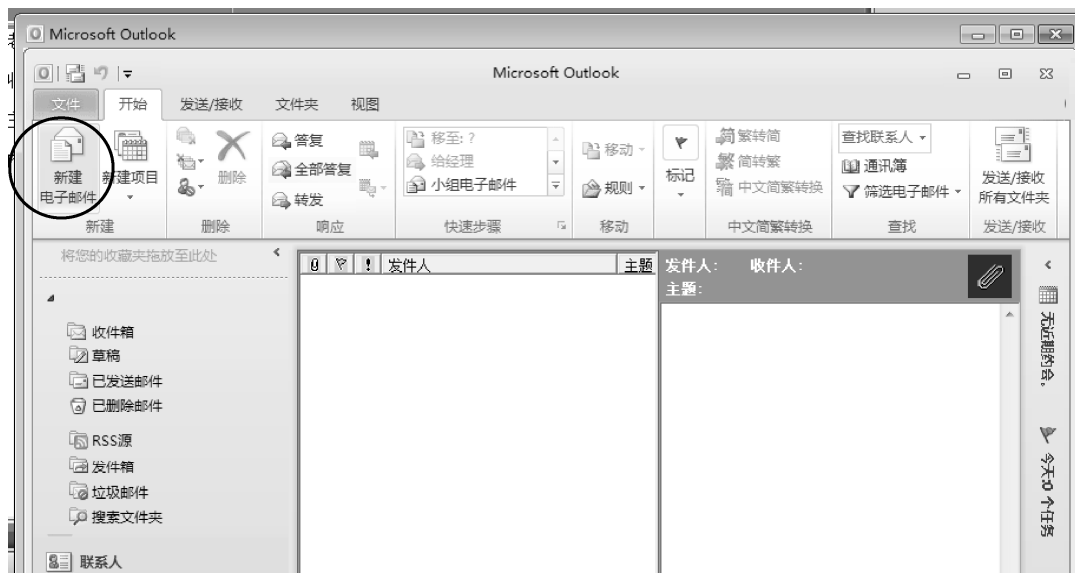 Microsoft Outlook
Microsoft Outlook
文件 开始 发送/接收 文件夹 视图
新建
电子邮件
新建项目
删除
答复
全部答复
转发
移至: ?
给经理
小组电子邮件
移动
规则
标记
简 繁转简
繁 简转繁
中文简繁转换
查找联系人
通讯簿
筛选电子邮件
发送/接收
所有文件夹
新建 删除 响应 快速步骤 移动 中文简繁转换 查找 发送/接收
将您的收藏夹拖放至此处
收件箱
草稿
已发送邮件
已删除邮件
RSS源
发件箱
垃圾邮件
搜索文件夹
联系人
发件人 主题
发件人: 收件人:
主题:
无近期约会。
今天:0 个任务